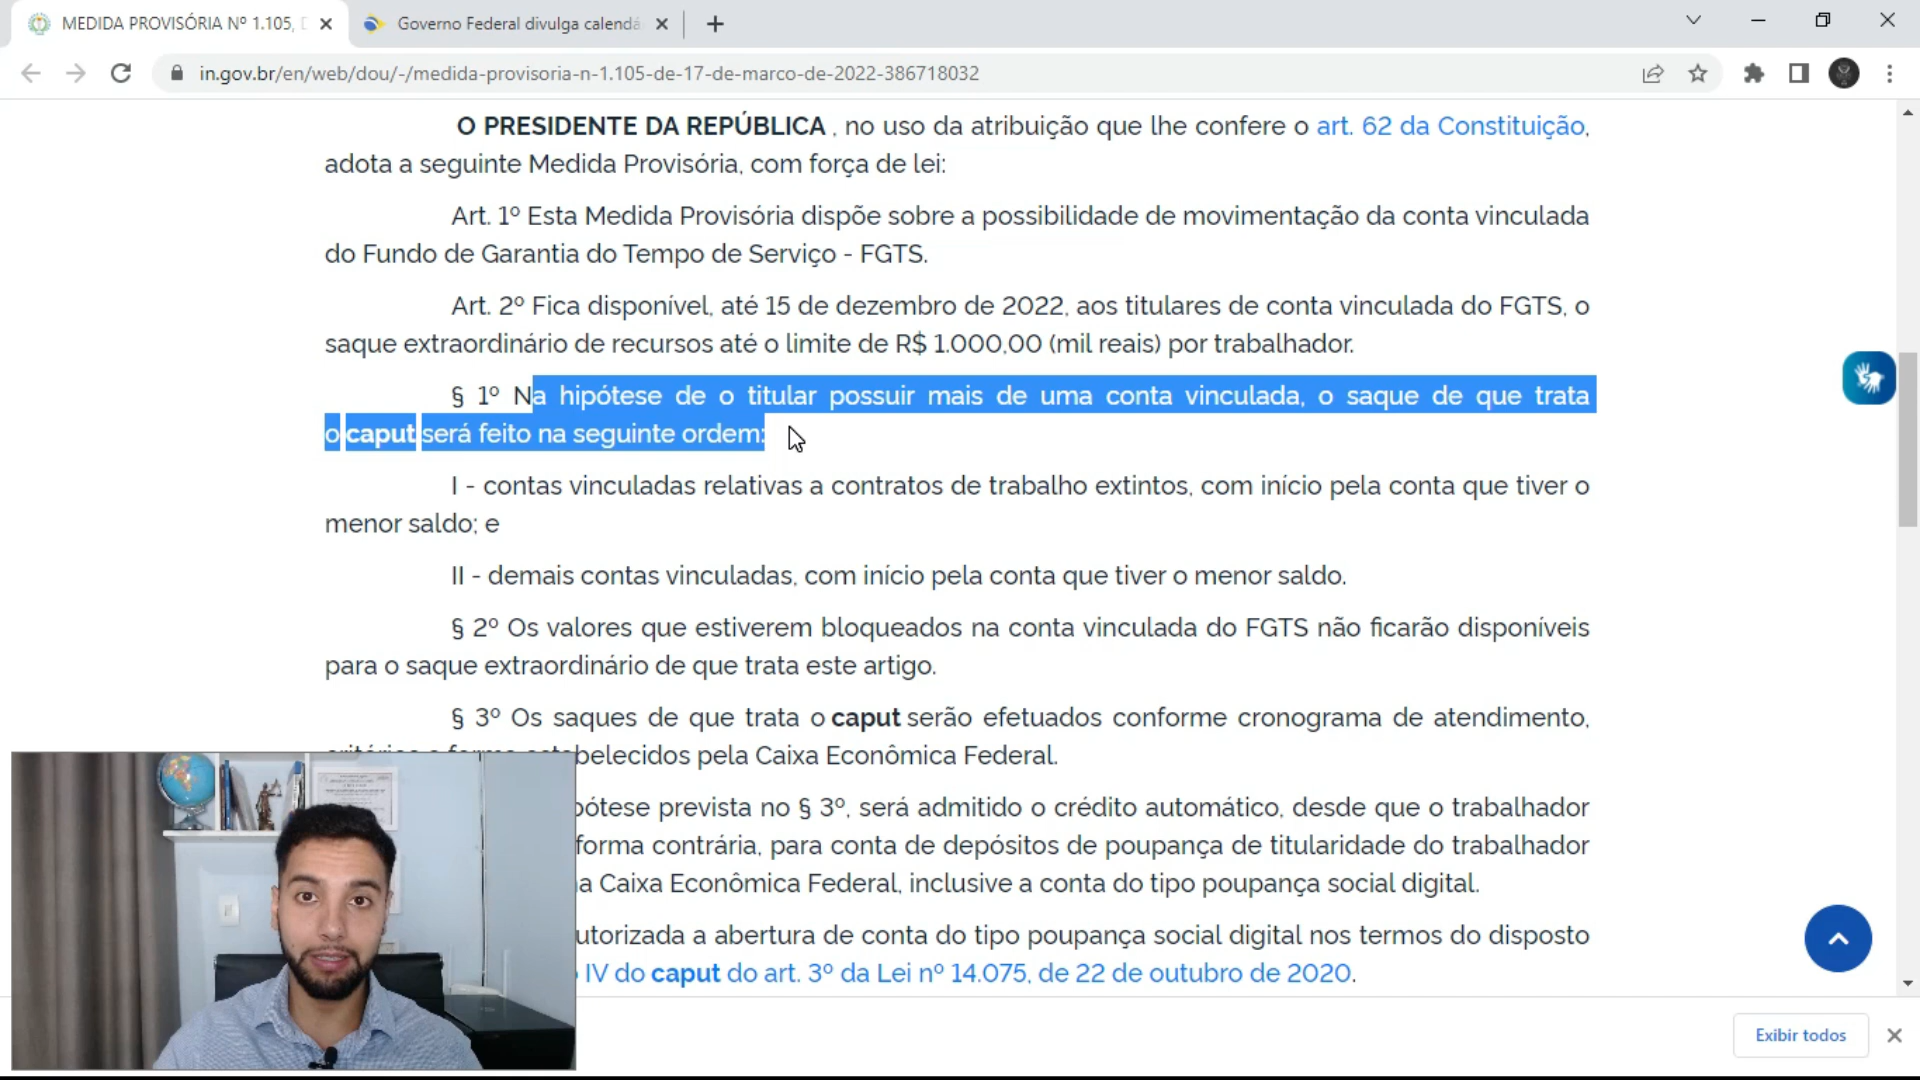 MEDIDA PROVISÓRIA Nº 1.105, D
Governo Federal divulga calendá
in.gov.br/en/web/dou/-/medida-provisoria-n-1.105-de-17-de-marco-de-2022-386718032
O PRESIDENTE DA REPÚBLICA , no uso da atribuição que lhe confere o art. 62 da Constituição,
adota a seguinte Medida Provisória, com força de lei:
Art. 1º Esta Medida Provisória dispõe sobre a possibilidade de movimentação da conta vinculada
do Fundo de Garantia do Tempo de Serviço - FGTS.
Art. 2º Fica disponível, até 15 de dezembro de 2022, aos titulares de conta vinculada do FGTS, o
saque extraordinário de recursos até o limite de R$ 1.000,00 (mil reais) por trabalhador.
§ 1º Na hipótese de o titular possuir mais de uma conta vinculada, o saque de que trata
o caput será feito na seguinte ordem:
I - contas vinculadas relativas a contratos de trabalho extintos, com início pela conta que tiver o
menor saldo; e
II - demais contas vinculadas, com início pela conta que tiver o menor saldo.
§ 2º Os valores que estiverem bloqueados na conta vinculada do FGTS não ficarão disponíveis
para o saque extraordinário de que trata este artigo.
§ 3º Os saques de que trata o caput serão efetuados conforme cronograma de atendimento,
belecidos pela Caixa Econômica Federal.
pótese prevista no § 3º, será admitido o crédito automático, desde que o trabalhador
forma contrária, para conta de depósitos de poupança de titularidade do trabalhador
a Caixa Econômica Federal, inclusive a conta do tipo poupança social digital.
utorizada a abertura de conta do tipo poupança social digital nos termos do disposto
IV do caput do art. 3º da Lei nº 14.075, de 22 de outubro de 2020.
Exibir todos